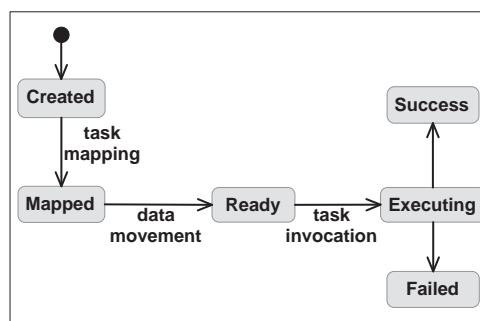 Created
Success
task
mapping
Mapped
data
movement
Ready
task
invocation
Executing
Failed